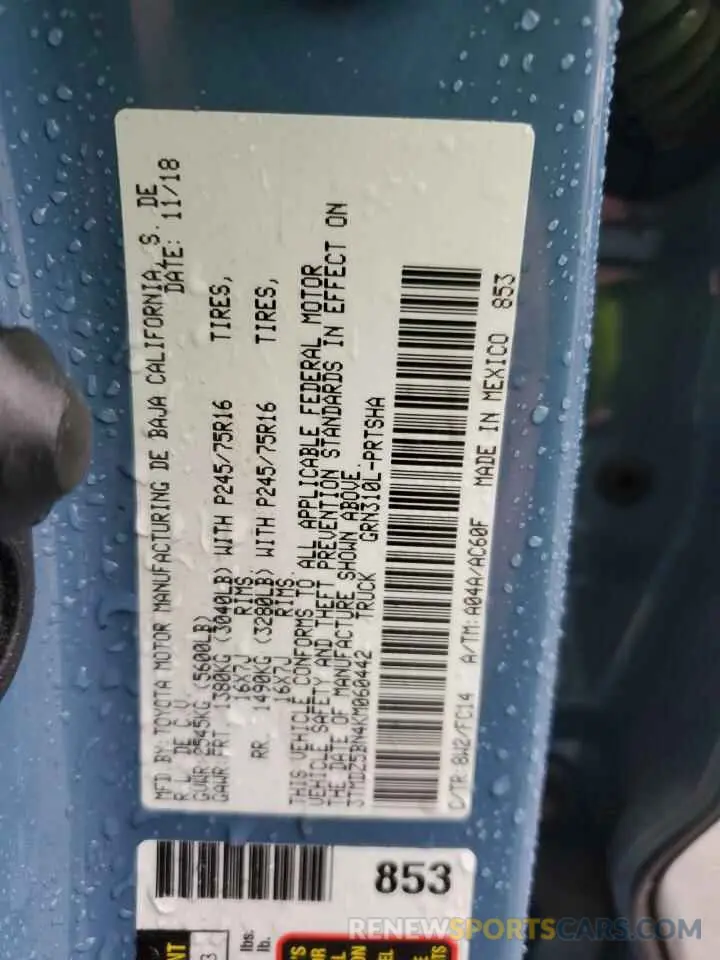 MFD BY: TOYOTA MOTOR MANUFACTURING DE BAJA CALIFORNIA, S. DE
R L DE C V DATE: 11/18
GVWR: 2545KG (5600LB)
GAWR: FRT 1380KG (3040LB) WITH P245/75R16 TIRES,
16X7J RIMS
RR 1490KG (3280LB) WITH P245/75R16 TIRES,
16X7J RIMS.
THIS VEHICLE CONFORMS TO ALL APPLICABLE FEDERAL MOTOR
VEHICLE SAFETY AND THEFT PREVENTION STANDARDS IN EFFECT ON
THE DATE OF MANUFACTURE SHOWN ABOVE.
3TMDZ5BN4KM060442 TRUCK GRN310L-PRTSHA
C/TR:8W2/FC14 A/TM:A04A/AC60F MADE IN MEXICO 853
853
lbs.
lb.
RENEWSPORTSCARS.COM